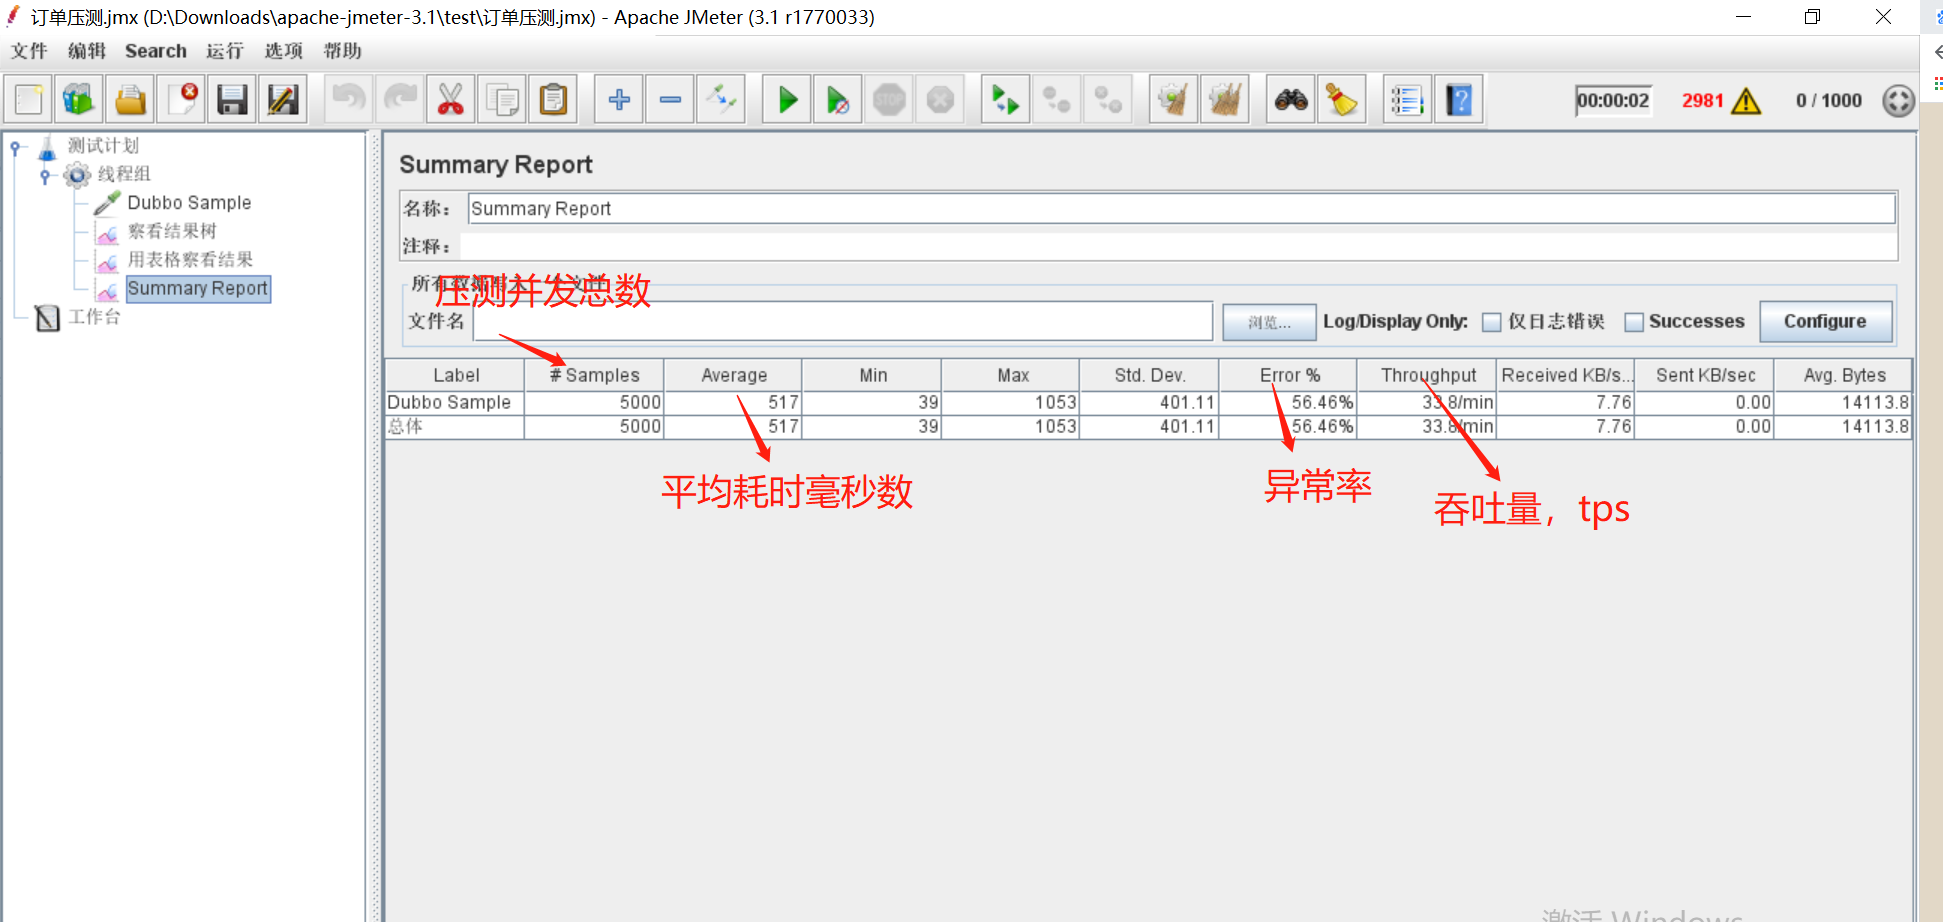 订单压测.jmx (D:\Downloads\apache-jmeter-3.1\test\订单压测.jmx) - Apache JMeter (3.1 r1770033)
文件 编辑 Search 运行 选项 帮助
STOP 00:00:02 2981 0 / 1000
测试计划
线程组
Dubbo Sample
察看结果树
用表格察看结果
Summary Report
工作台
Summary Report
名称： Summary Report
注释：
所有数据写入一个文件
压测并发总数
文件名 浏览... Log/Display Only: 仅日志错误 Successes Configure
Label # Samples Average Min Max Std. Dev. Error % Throughput Received KB/s... Sent KB/sec Avg. Bytes
Dubbo Sample 5000 517 39 1053 401.11 56.46% 33.8/min 7.76 0.00 14113.8
总体 5000 517 39 1053 401.11 56.46% 33.8/min 7.76 0.00 14113.8
平均耗时毫秒数
异常率
吞吐量，tps
激活 Windows